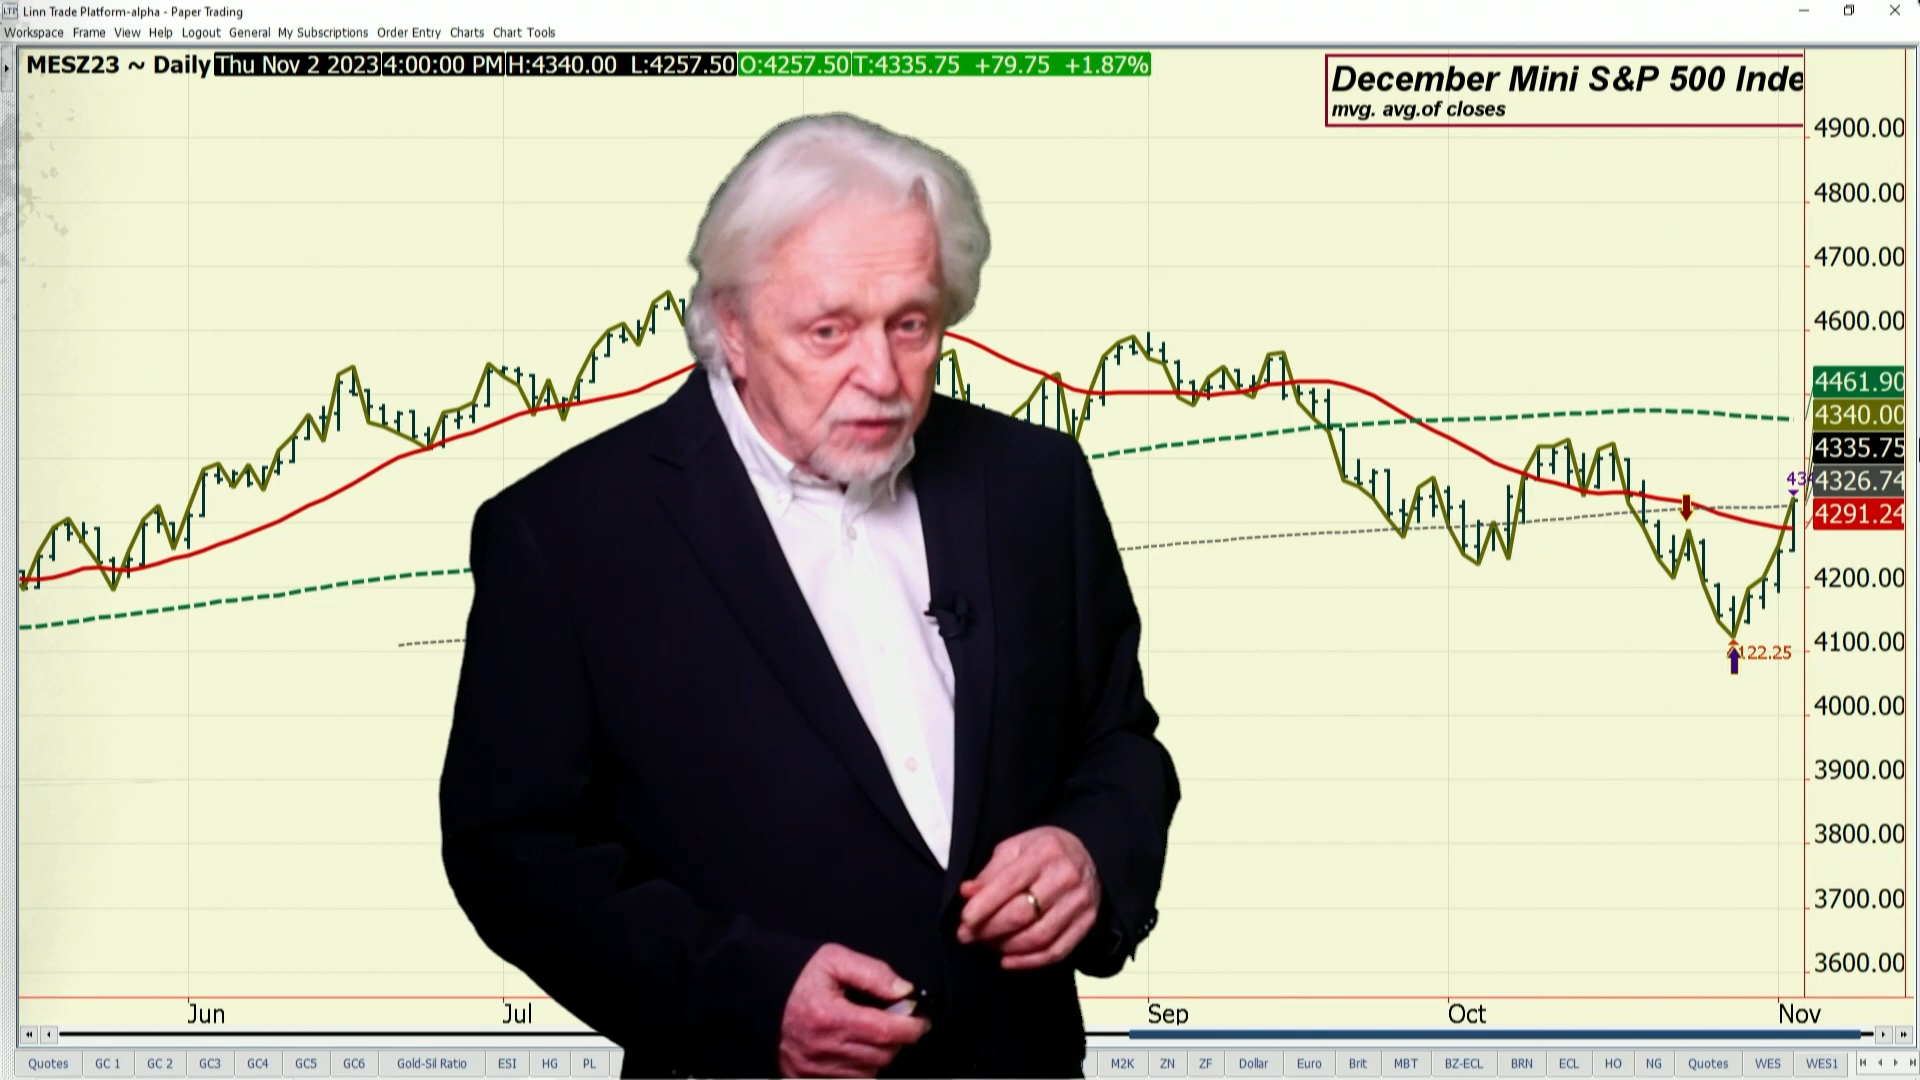 Linn Trade Platform-alpha - Paper Trading
Workspace Frame View Help Logout General My Subscriptions Order Entry Charts Chart Tools
MESZ23 ~ Daily Thu Nov 2 2023 4:00:00 PM H:4340.00 L:4257.50 O:4257.50 T:4335.75 +79.75 +1.87%
December Mini S&P 500 Inde
mvg. avg.of closes
4900.00
4800.00
4700.00
4600.00
4461.90
4340.00
4335.75
4326.74
4291.24
4200.00
122.25
4100.00
4000.00
3900.00
3800.00
3700.00
3600.00
Jun Jul Sep Oct Nov
Quotes GC 1 GC 2 GC3 GC4 GC5 GC6 Gold-Sil Ratio ESI HG PL M2K ZN ZF Dollar Euro Brit MBT BZ-ECL BRN ECL HO NG Quotes WES WES1